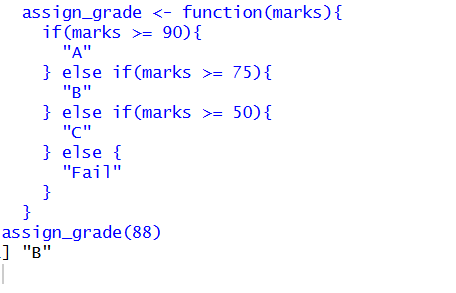 assign_grade <- function(marks){
if(marks >= 90){
"A"
} else if(marks >= 75){
"B"
} else if(marks >= 50){
"C"
} else {
"Fail"
}
}
assign_grade(88)
] "B"